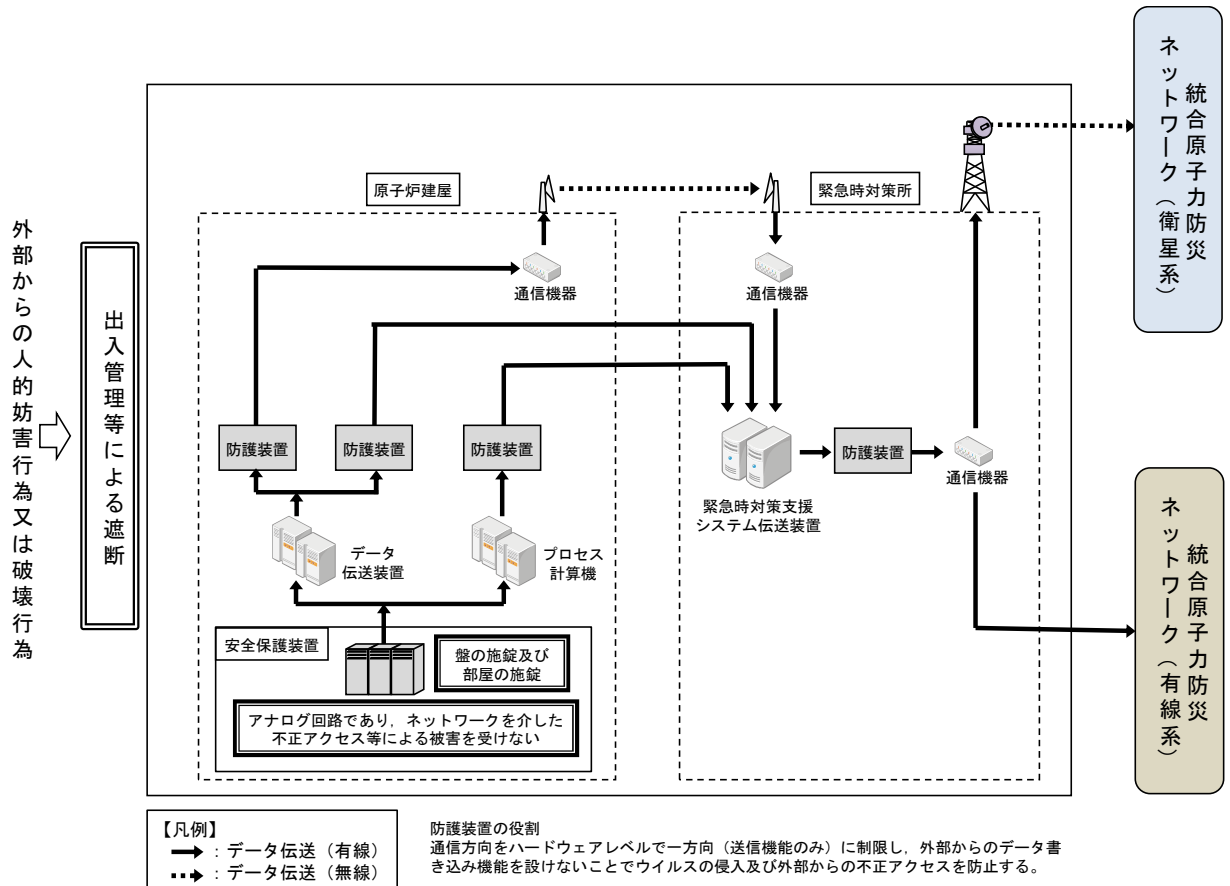 外部からの人的妨害行為又は破壊行為
出入管理等による遮断
原子炉建屋
緊急時対策所
通信機器
通信機器
防護装置
防護装置
防護装置
データ
伝送装置
プロセス
計算機
緊急時対策支援
システム伝送装置
防護装置
通信機器
安全保護装置
盤の施錠及び
部屋の施錠
アナログ回路であり，ネットワークを介した
不正アクセス等による被害を受けない
統合原子力防災
ネットワーク（衛星系）
統合原子力防災
ネットワーク（有線系）
【凡例】
：データ伝送（有線）
：データ伝送（無線）
防護装置の役割
通信方向をハードウェアレベルで一方向（送信機能のみ）に制限し，外部からのデータ書
き込み機能を設けないことでウイルスの侵入及び外部からの不正アクセスを防止する。